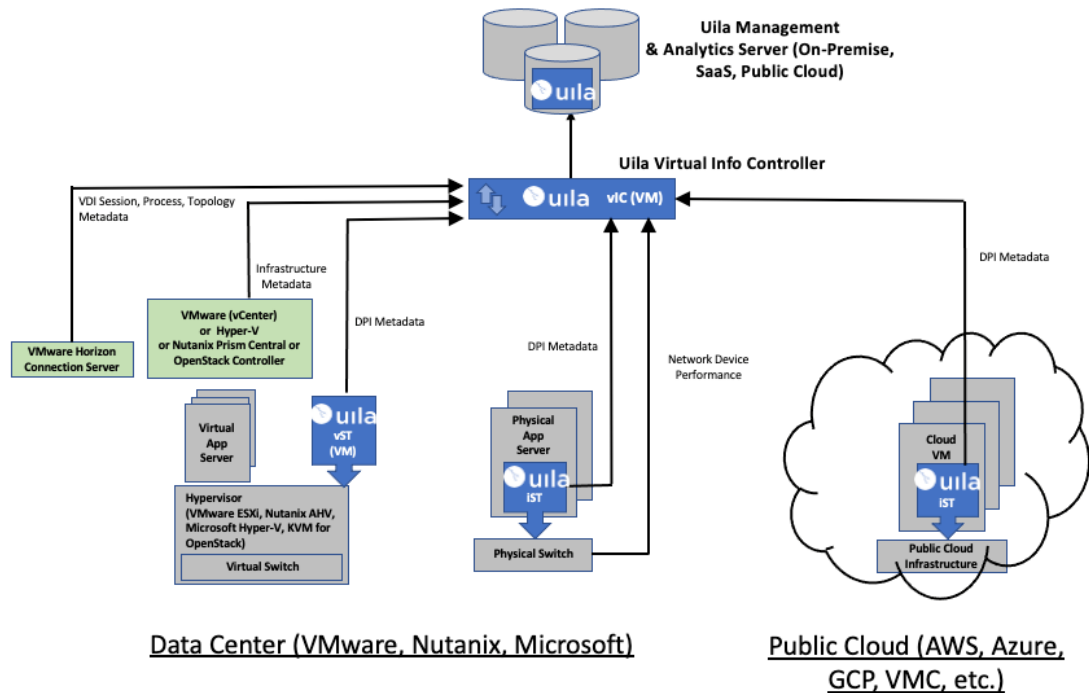 Uila Management
& Analytics Server (On-Premise,
SaaS, Public Cloud)
uila
Uila Virtual Info Controller
uila vIC (VM)
VDI Session, Process, Topology
Metadata
Infrastructure
Metadata
DPI Metadata
DPI Metadata
Network Device
Performance
DPI Metadata
VMware Horizon
Connection Server
VMware (vCenter)
or Hyper-V
or Nutanix Prism Central or
OpenStack Controller
Virtual
App
Server
uila
vST
(VM)
Hypervisor
(VMware ESXi, Nutanix AHV,
Microsoft Hyper-V, KVM for
OpenStack)
Virtual Switch
Physical
App
Server
uila
iST
Physical Switch
Cloud
VM
uila
iST
Public Cloud
Infrastructure
Data Center (VMware, Nutanix, Microsoft)
Public Cloud (AWS, Azure,
GCP, VMC, etc.)